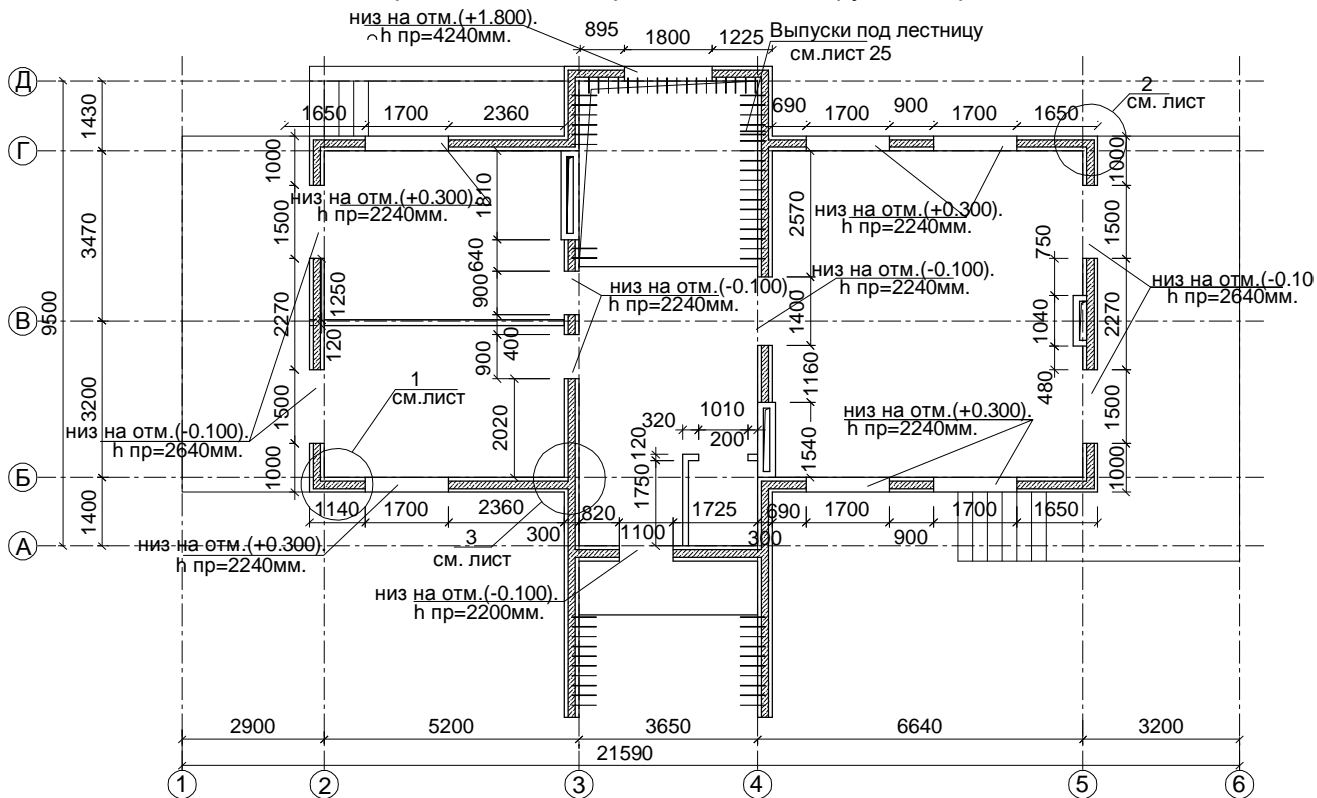 низ на отм.(+1.800).
h пр=4240мм.
895
1800
1225
Выпуски под лестницу
см.лист 25
Д
1430
1650
1700
2360
690
1700
900
1700
1650
2
см. лист
Г
1000
1000
низ на отм.(+0.300).
h пр=2240мм.
1810
2570
низ на отм.(+0.300).
h пр=2240мм.
1500
1500
750
3470
640
900
1250
низ на отм.(-0.100)
h пр=2240мм.
низ на отм.(-0.100).
h пр=2240мм.
низ на отм.(-0.10
h пр=2640мм.
9500
В
2270
120
400
900
1400
1040
2270
1160
480
1
см.лист
3200
1500
2020
320
1010
200
120
1500
низ на отм.(-0.100).
h пр=2640мм.
низ на отм.(+0.300).
h пр=2240мм.
1540
1000
1750
1000
Б
1400
1140
1700
2360
300
820
1100
1725
300
690
1700
900
1700
1650
А
низ на отм.(+0.300).
h пр=2240мм.
3
см. лист
низ на отм.(-0.100).
h пр=2200мм.
2900
5200
3650
6640
3200
21590
1
2
3
4
5
6